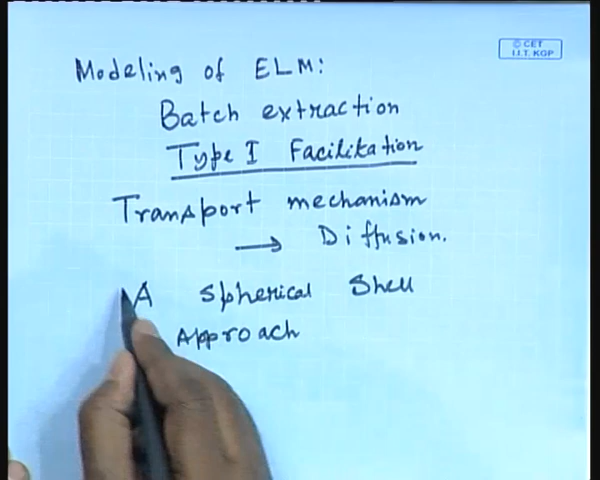 Modeling of ELM:
© CET
I.I.T. KGP
Batch extraction
Type I Facilitation
Transport mechanism
→ Diffusion.
A Spherical Shell
Approach